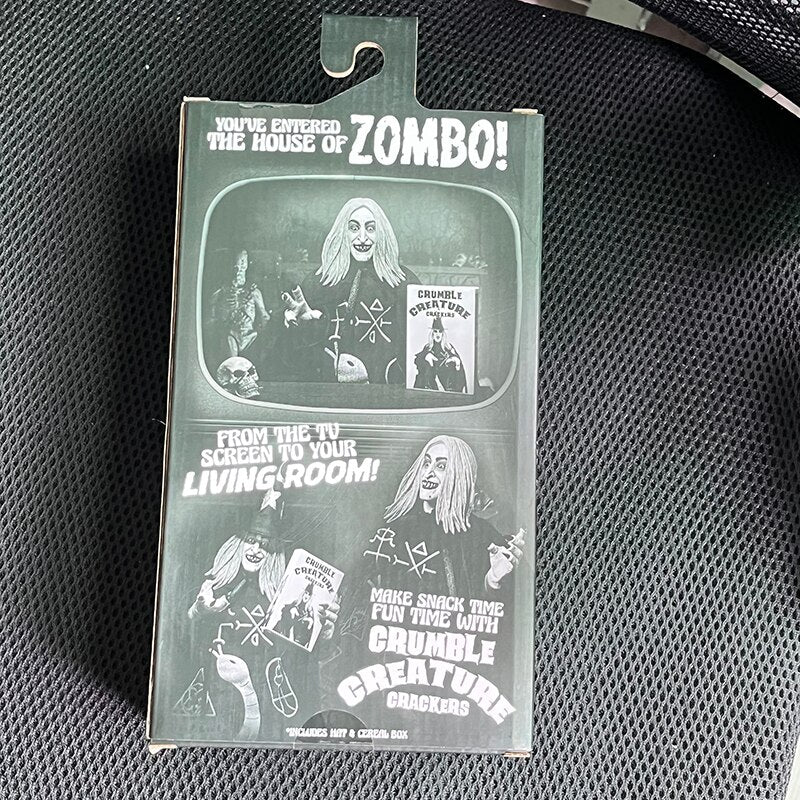 YOU'VE ENTERED
THE HOUSE OF ZOMBO!
CRUMBLE
CREATURE
CRACKERS
FROM THE TV
SCREEN TO YOUR
LIVING ROOM!
CRUMBLE
CREATURE
CRACKERS
MAKE SNACK TIME
FUN TIME WITH
CRUMBLE
CREATURE
CRACKERS
*INCLUDES HAT & CEREAL BOX